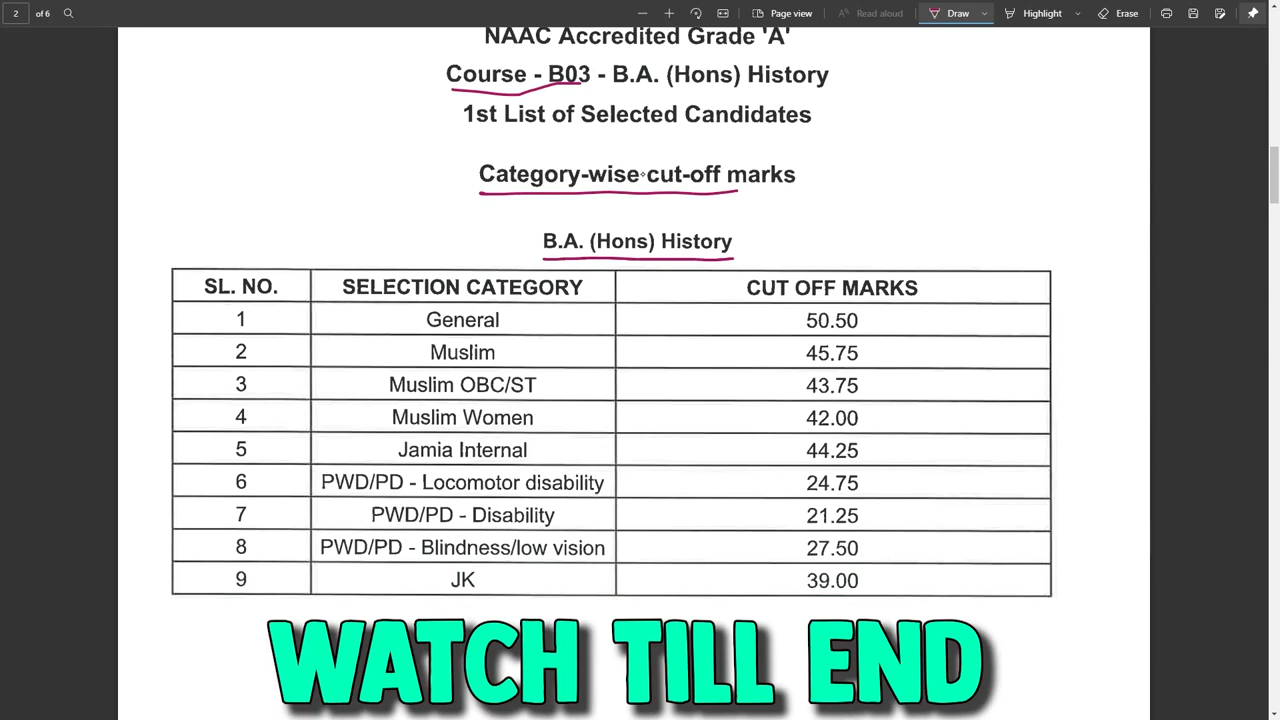 2 of 6
Page view
Read aloud
Draw
Highlight
Erase
NAAC Accredited Grade 'A'
Course - B03 - B.A. (Hons) History
1st List of Selected Candidates
Category-wise cut-off marks
B.A. (Hons) History
SL. NO. SELECTION CATEGORY CUT OFF MARKS
1 General 50.50
2 Muslim 45.75
3 Muslim OBC/ST 43.75
4 Muslim Women 42.00
5 Jamia Internal 44.25
6 PWD/PD - Locomotor disability 24.75
7 PWD/PD - Disability 21.25
8 PWD/PD - Blindness/low vision 27.50
9 JK 39.00
WATCH TILL END